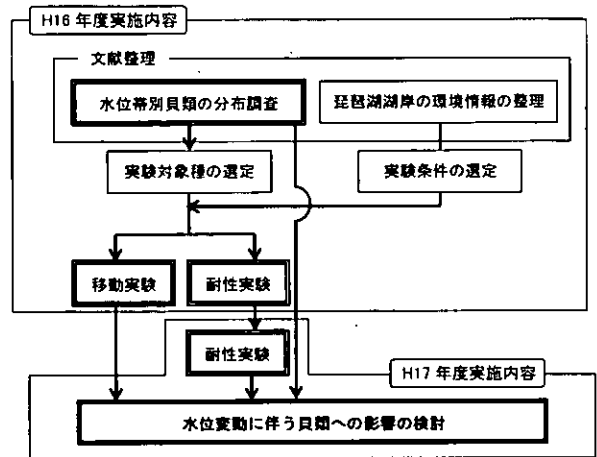 H16 年度実施内容
文献整理
水位帯別貝類の分布調査
琵琶湖湖岸の環境情報の整理
実験対象種の選定
実験条件の選定
移動実験
耐性実験
耐性実験
H17 年度実施内容
水位変動に伴う貝類への影響の検討